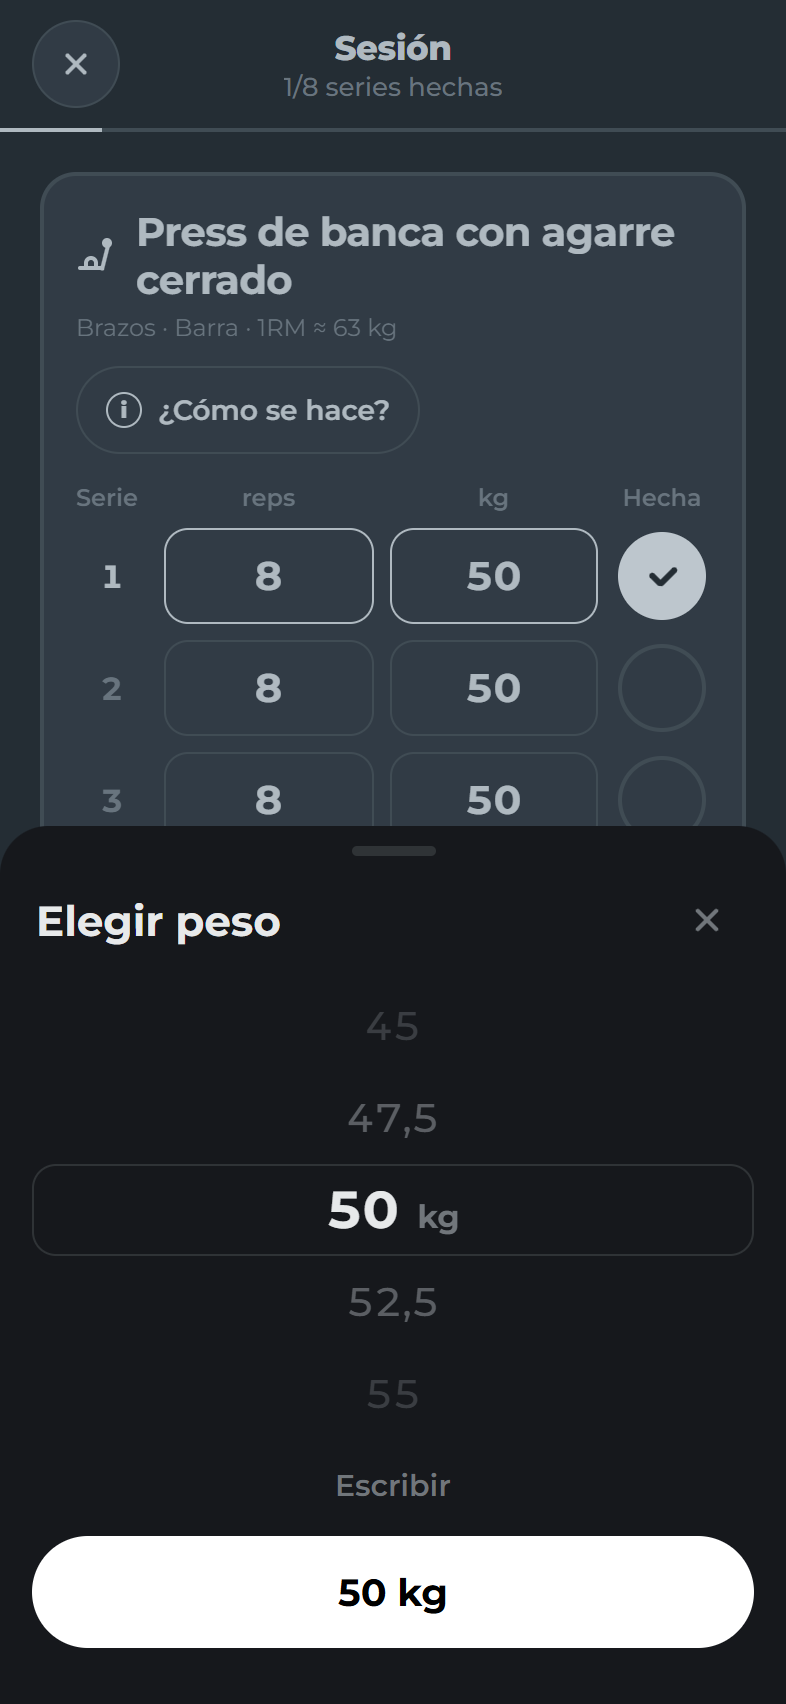 Sesión
1/8 series hechas
Press de banca con agarre
cerrado
Brazos · Barra · 1RM ≈ 63 kg
¿Cómo se hace?
Serie reps kg Hecha
1 8 50
2 8 50
3 8 50
Elegir peso
45
47,5
50 kg
52,5
55
Escribir
50 kg